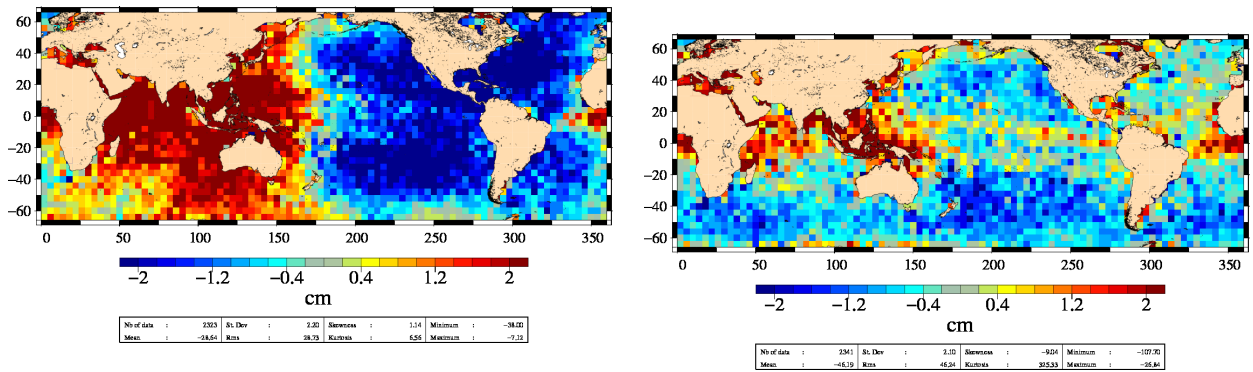 60
40
20
0
−20
−40
−60
0 50 100 150 200 250 300 350
−2 −1.2 −0.4 0.4 1.2 2
cm
Nb of data : 2323 St. Dev : 2.20 Skewness : 1.14 Minimum : −38.00
Mean : −28.64 Rms : 28.73 Kurtosis : 6.56 Maximum : −7.12
60
40
20
0
−20
−40
−60
0 50 100 150 200 250 300 350
−2 −1.2 −0.4 0.4 1.2 2
cm
Nb of data : 2341 St. Dev : 2.10 Skewness : −9.04 Minimum : −107.70
Mean : −46.19 Rms : 46.24 Kurtosis : 325.33 Maximum : −26.84